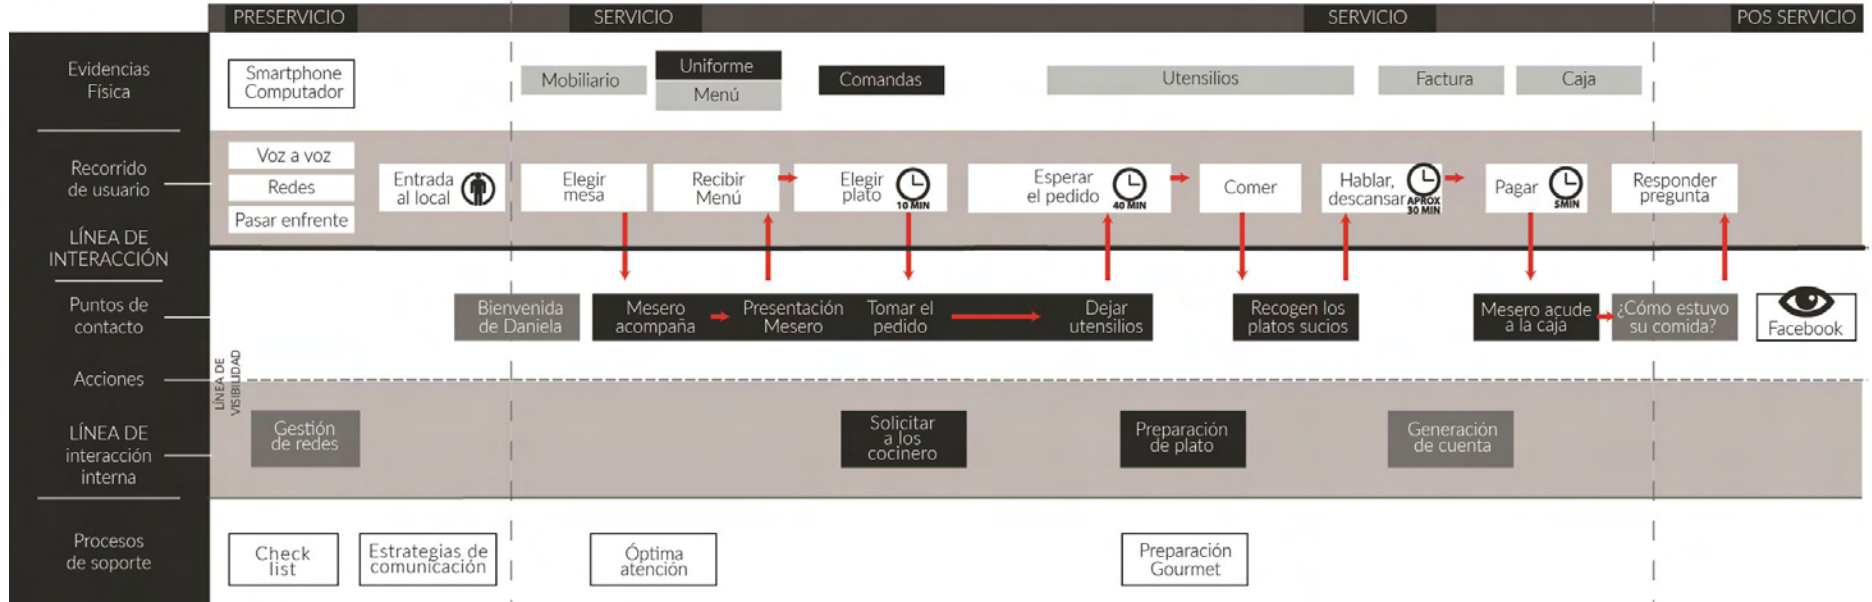 PRESERVICIO
SERVICIO
SERVICIO
POS SERVICIO
Evidencias
Física
Smartphone
Computador
Mobiliario
Uniforme
Menú
Comandas
Utensilios
Factura
Caja
Recorrido
de usuario
Voz a voz
Redes
Pasar enfrente
Entrada
al local
Elegir
mesa
Recibir
Menú
Elegir
plato
10 MIN
Esperar
el pedido
40 MIN
Comer
Hablar,
descansar
APROX
30 MIN
Pagar
5MIN
Responder
pregunta
LÍNEA DE
INTERACCIÓN
Puntos de
contacto
Bienvenida
de Daniela
Mesero
acompaña
Presentación
Mesero
Tomar el
pedido
Dejar
utensilios
Recogen los
platos sucios
Mesero acude
a la caja
¿Cómo estuvo
su comida?
Facebook
LÍNEA DE
VISIBILIDAD
Acciones
LÍNEA DE
interacción
interna
Gestión
de redes
Solicitar
a los
cocinero
Preparación
de plato
Generación
de cuenta
Procesos
de soporte
Check
list
Estrategias de
comunicación
Óptima
atención
Preparación
Gourmet